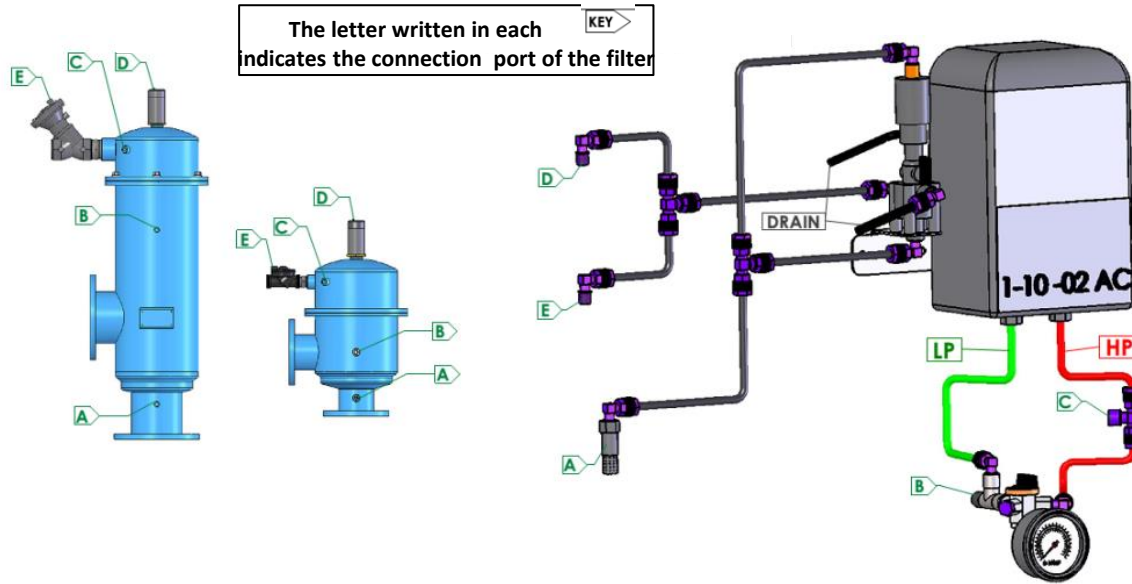 The letter written in each KEY
indicates the connection port of the filter
C
D
E
B
A
D
C
E
B
A
D
E
A
DRAIN
1-10-02 AC
LP
HP
C
B